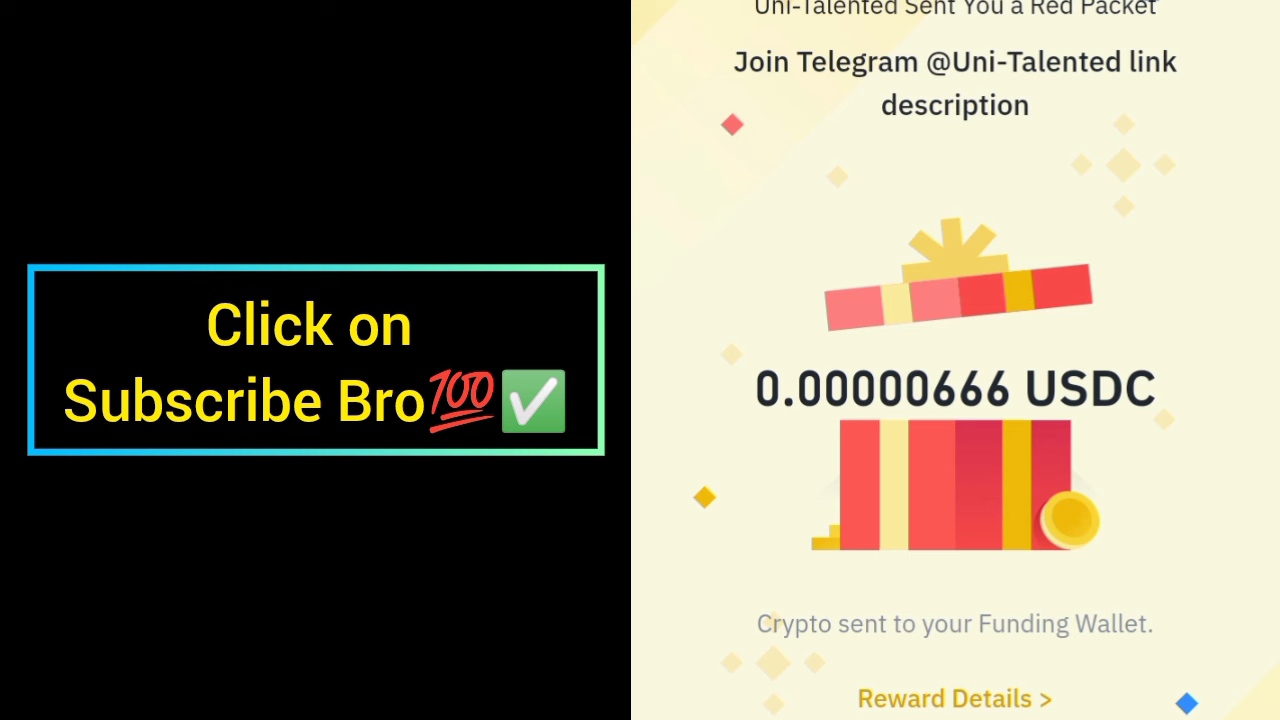 Click on
Subscribe Bro💯✅
Uni-Talented Sent You a Red Packet
Join Telegram @Uni-Talented link
description
0.00000666 USDC
Crypto sent to your Funding Wallet.
Reward Details >